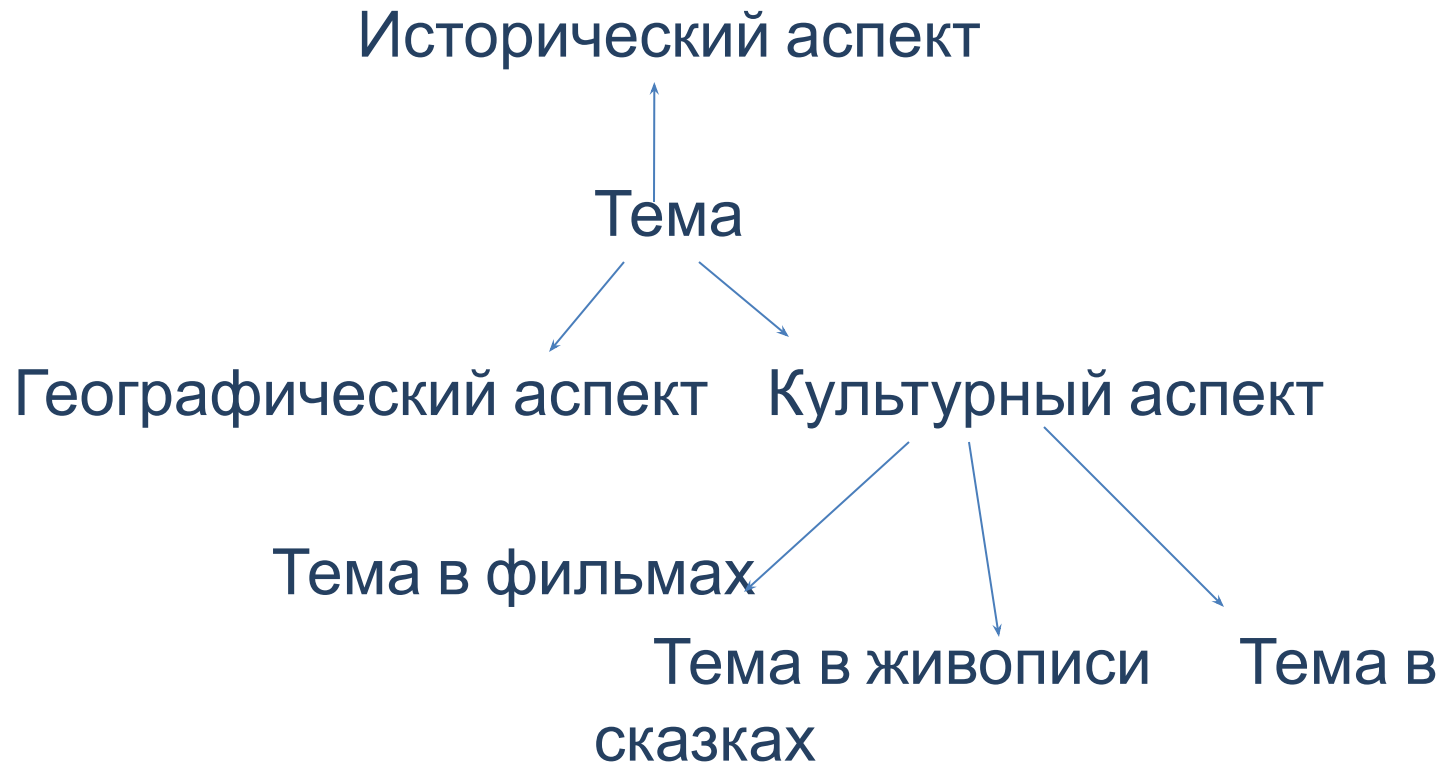 Исторический аспект
Тема
Географический аспект Культурный аспект
Тема в фильмах
Тема в живописи Тема в
сказках